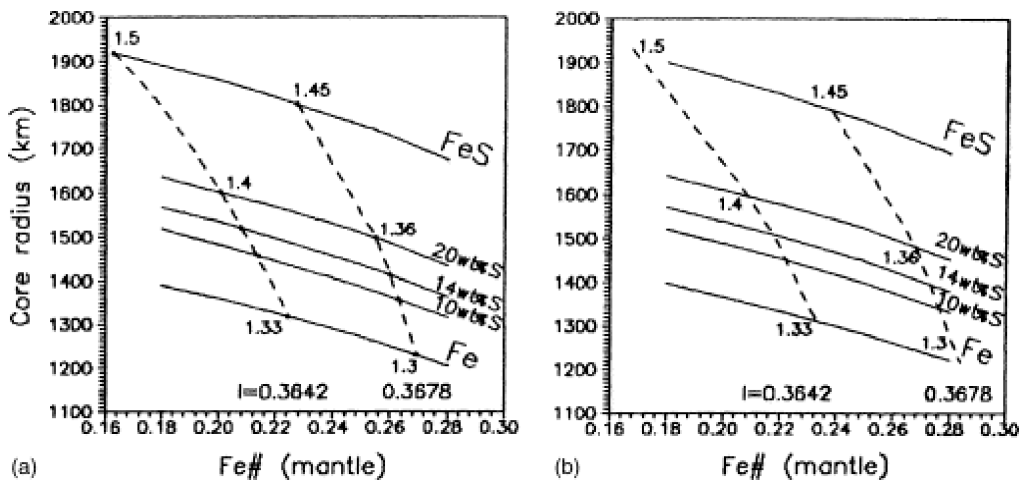 2000
1900
1800
1700
1600
1500
1400
1300
1200
1100
Core radius (km)
1.5
1.45
FeS
1.4
1.36
20wt%S
14wt%S
10wt%S
1.33
Fe
1.3
I=0.3642 0.3678
0.16 0.18 0.20 0.22 0.24 0.26 0.28 0.30
(a) Fe# (mantle)
2000
1900
1800
1700
1600
1500
1400
1300
1200
1100
1.5
1.45
FeS
1.4
1.36
20wt%S
14wt%S
10wt%S
1.33
1.3
Fe
I=0.3642 0.3678
0.16 0.18 0.20 0.22 0.24 0.26 0.28 0.30
(b) Fe# (mantle)